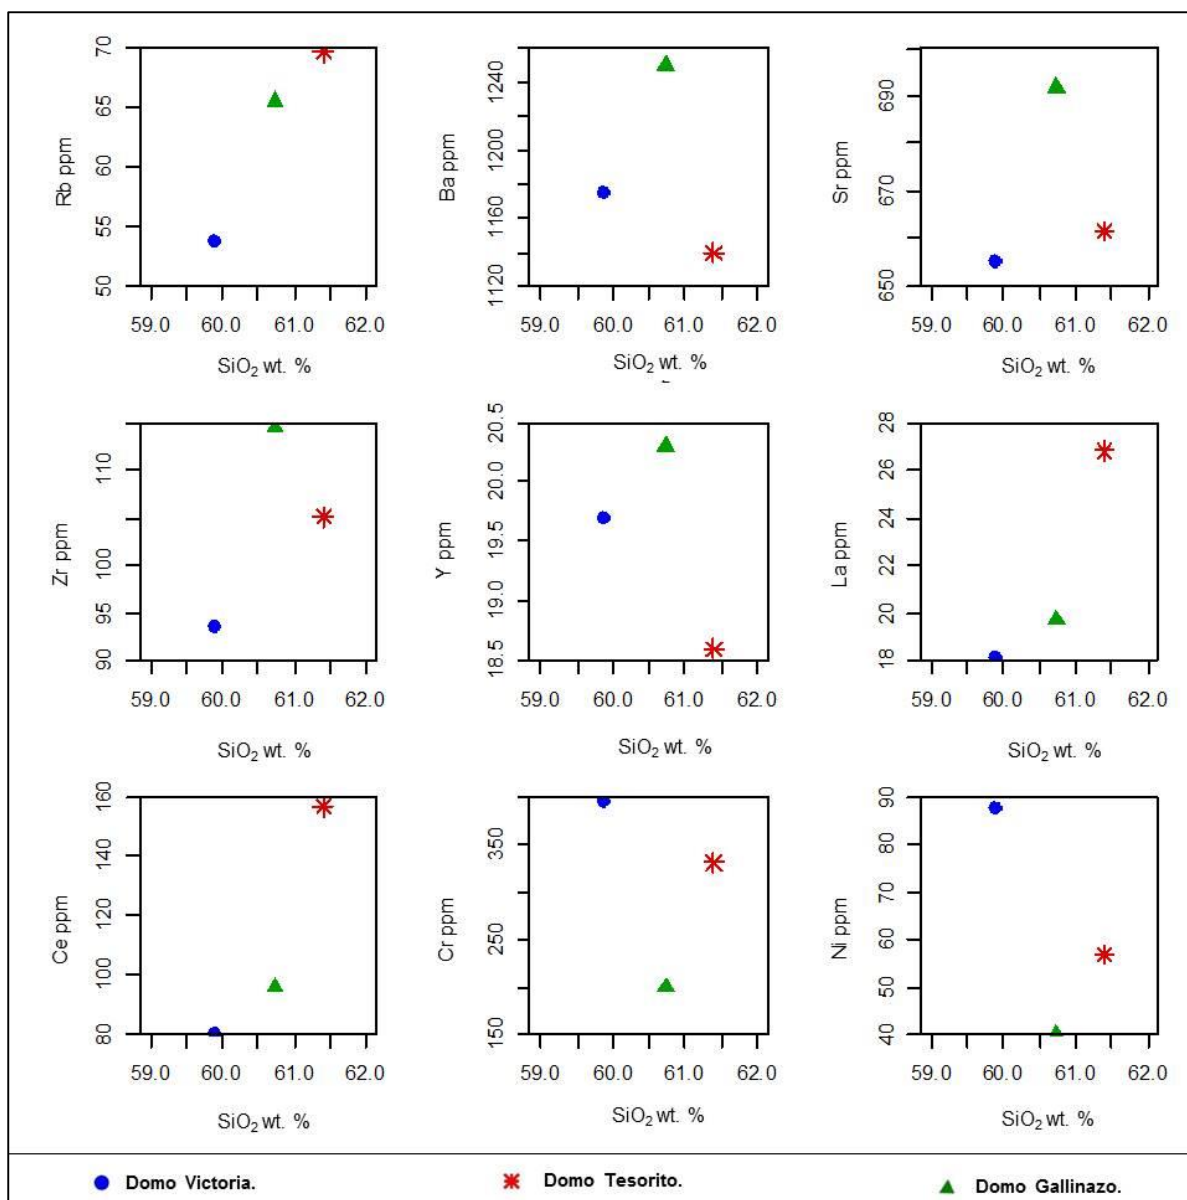 Rb ppm
50 55 60 65 70
59.0 60.0 61.0 62.0
SiO₂ wt. %
Ba ppm
1120 1160 1200 1240
59.0 60.0 61.0 62.0
SiO₂ wt. %
Sr ppm
650 670 690
59.0 60.0 61.0 62.0
SiO₂ wt. %
Zr ppm
90 95 100 110
59.0 60.0 61.0 62.0
SiO₂ wt. %
Y ppm
18.5 19.0 19.5 20.0 20.5
59.0 60.0 61.0 62.0
SiO₂ wt. %
La ppm
18 20 22 24 26 28
59.0 60.0 61.0 62.0
SiO₂ wt. %
Ce ppm
80 100 120 140 160
59.0 60.0 61.0 62.0
SiO₂ wt. %
Cr ppm
150 250 350
59.0 60.0 61.0 62.0
SiO₂ wt. %
Ni ppm
40 50 60 70 80 90
59.0 60.0 61.0 62.0
SiO₂ wt. %
Domo Victoria.
Domo Tesorito.
Domo Gallinazo.